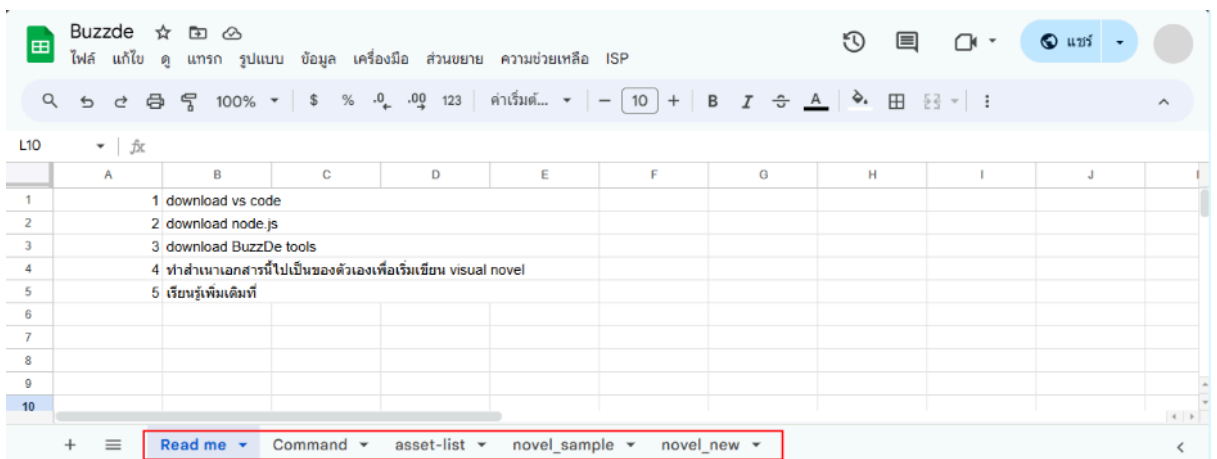 Buzzde
ไฟล์ แก้ไข ดู แทรก รูปแบบ ข้อมูล เครื่องมือ ส่วนขยาย ความช่วยเหลือ ISP
แชร์
100% $ % .0 .00 123 ค่าเริ่มต้... 10 B I A
L10 fx
A B C D E F G H I J
1 1 download vs code
2 2 download node.js
3 3 download BuzzDe tools
4 4 ทำสำเนาเอกสารนี้ไปเป็นของตัวเองเพื่อเริ่มเขียน visual novel
5 5 เรียนรู้เพิ่มเติมที่
6
7
8
9
10
Read me Command asset-list novel_sample novel_new